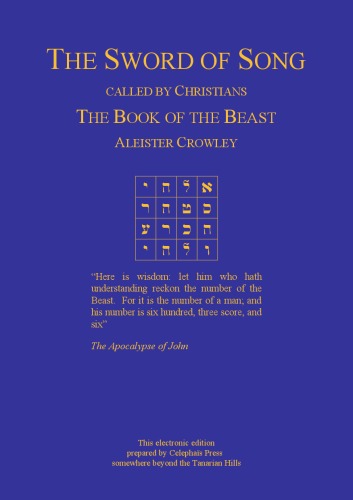 THE SWORD OF SONG
CALLED BY CHRISTIANS
THE BOOK OF THE BEAST
ALEISTER CROWLEY
א ל ה י
ס ט ה ר
ה כ ר ע
ו ל ה י
“Here is wisdom: let him who hath
understanding reckon the number of the
Beast. For it is the number of a man; and
his number is six hundred, three score, and
six”
The Apocalypse of John
This electronic edition
prepared by Celephaïs Press
somewhere beyond the Tanarian Hills